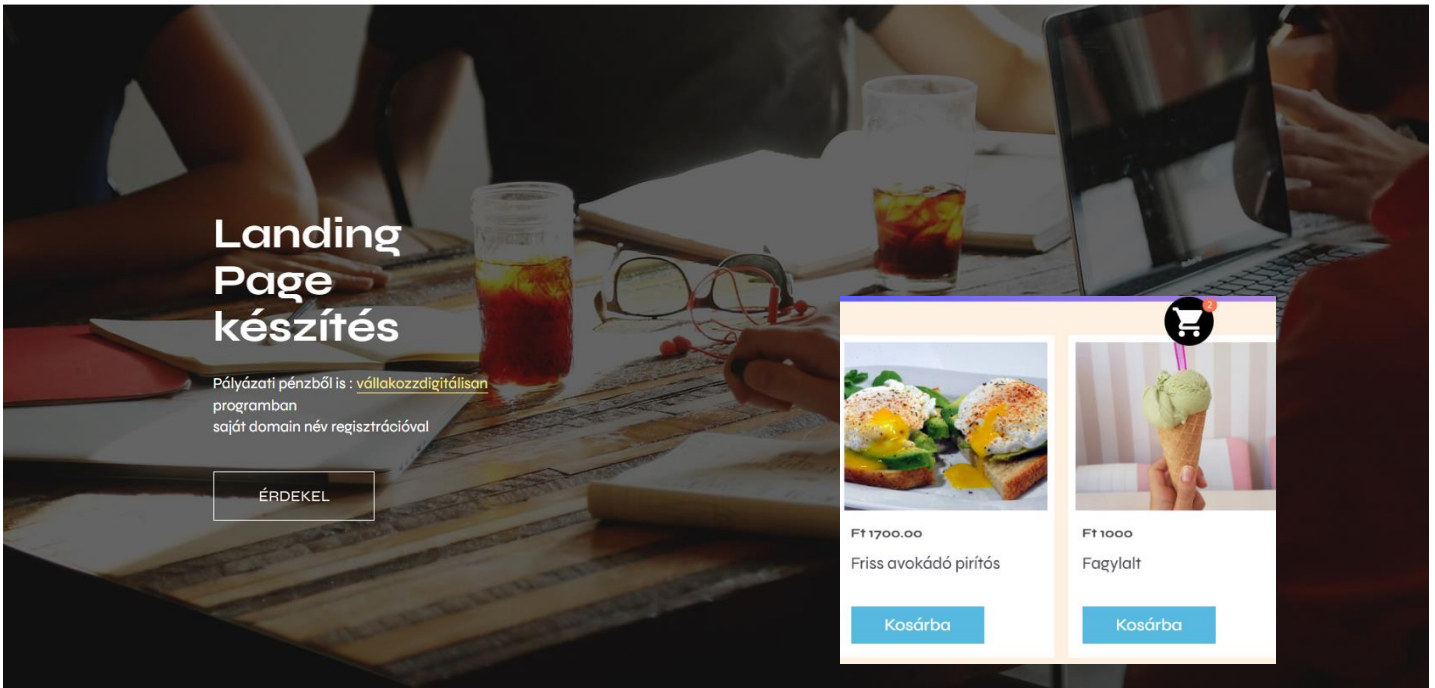 Landing
Page
készítés
Pályázati pénzből is : vállakozzdigitálisan
programban
saját domain név regisztrációval
ÉRDEKEL
2
Ft 1700.00
Friss avokádó pirítós
Kosárba
Ft 1000
Fagylalt
Kosárba